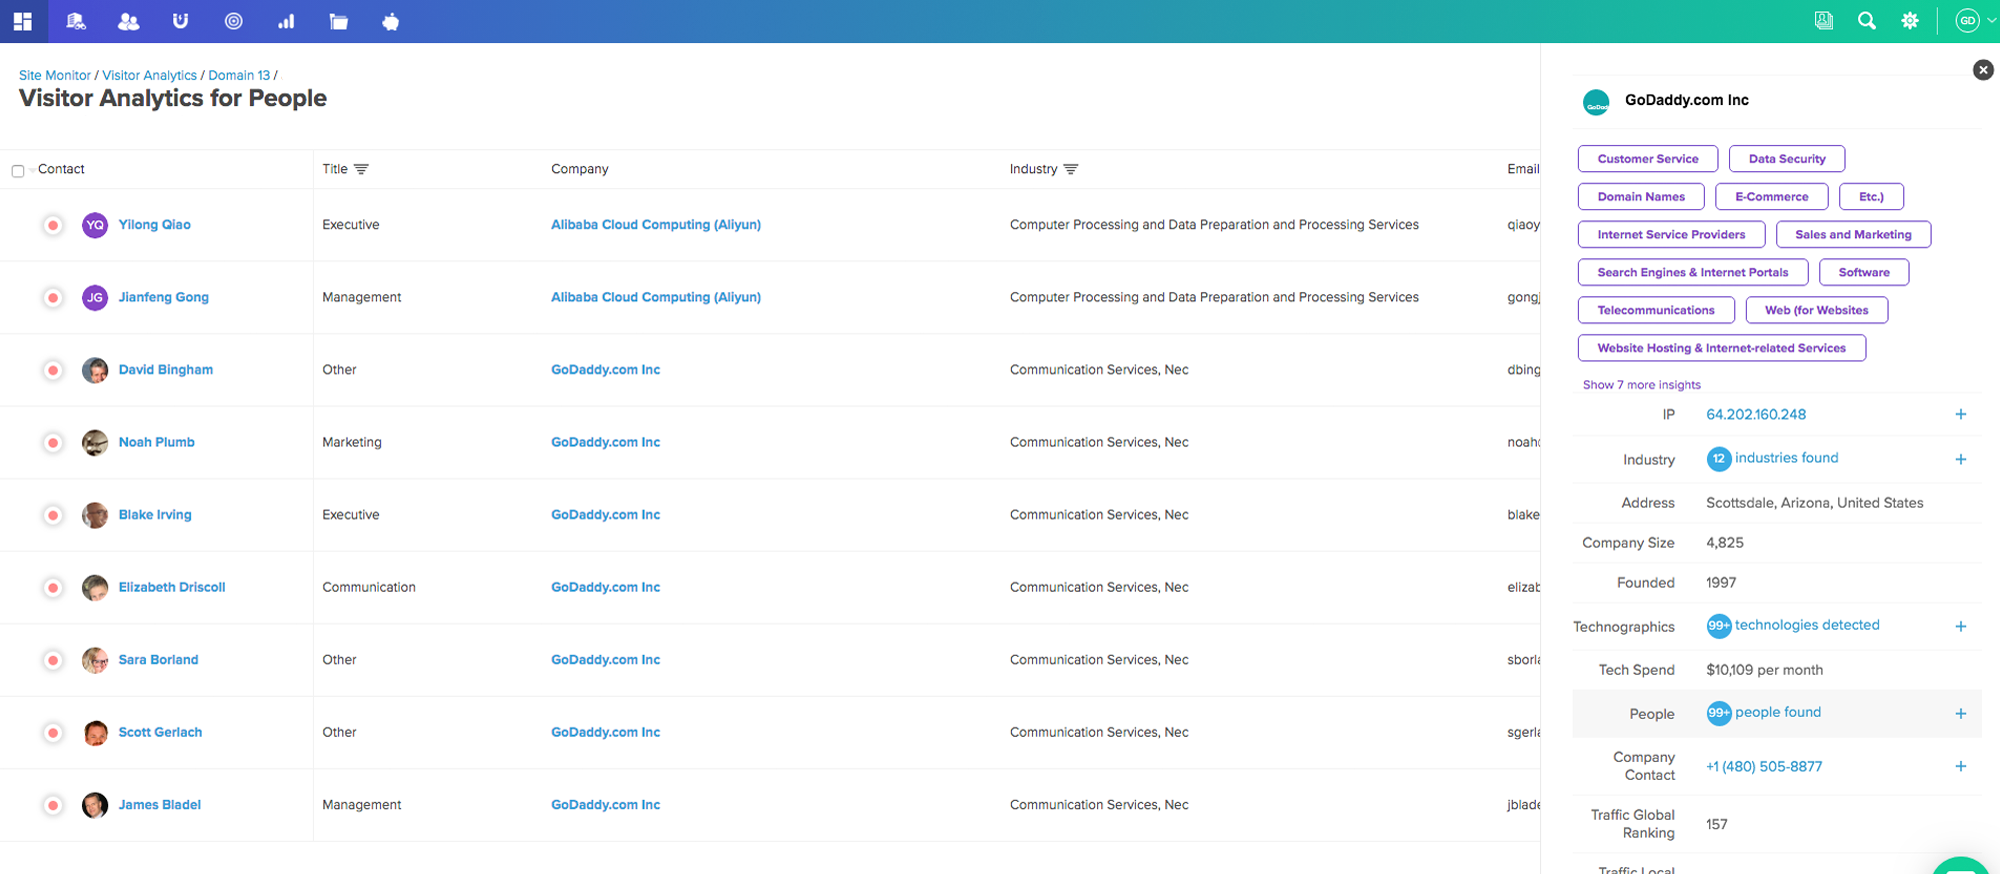 GD
Site Monitor / Visitor Analytics / Domain 13 /
Visitor Analytics for People
Contact Title Company Industry Email
YQ Yilong Qiao Executive Alibaba Cloud Computing (Aliyun) Computer Processing and Data Preparation and Processing Services qiaoy
JG Jianfeng Gong Management Alibaba Cloud Computing (Aliyun) Computer Processing and Data Preparation and Processing Services gongj
David Bingham Other GoDaddy.com Inc Communication Services, Nec dbing
Noah Plumb Marketing GoDaddy.com Inc Communication Services, Nec
Blake Irving Executive GoDaddy.com Inc Communication Services, Nec blake
Elizabeth Driscoll Communication GoDaddy.com Inc Communication Services, Nec elizab
Sara Borland Other GoDaddy.com Inc Communication Services, Nec sborla
Scott Gerlach Other GoDaddy.com Inc Communication Services, Nec sgerla
James Bladel Management GoDaddy.com Inc Communication Services, Nec jblade
GoDaddy.com Inc
Customer Service Data Security
Domain Names E-Commerce Etc.)
Internet Service Providers Sales and Marketing
Search Engines & Internet Portals Software
Telecommunications Web (for Websites
Website Hosting & Internet-related Services
Show 7 more insights
IP 64.202.160.248 +
Industry 12 industries found +
Address Scottsdale, Arizona, United States
Company Size 4,825
Founded 1997
Technographics 99+ technologies detected +
Tech Spend $10,109 per month
People 99+ people found +
Company
Contact +1 (480) 505-8877 +
Traffic Global
Ranking 157
Traffic Local